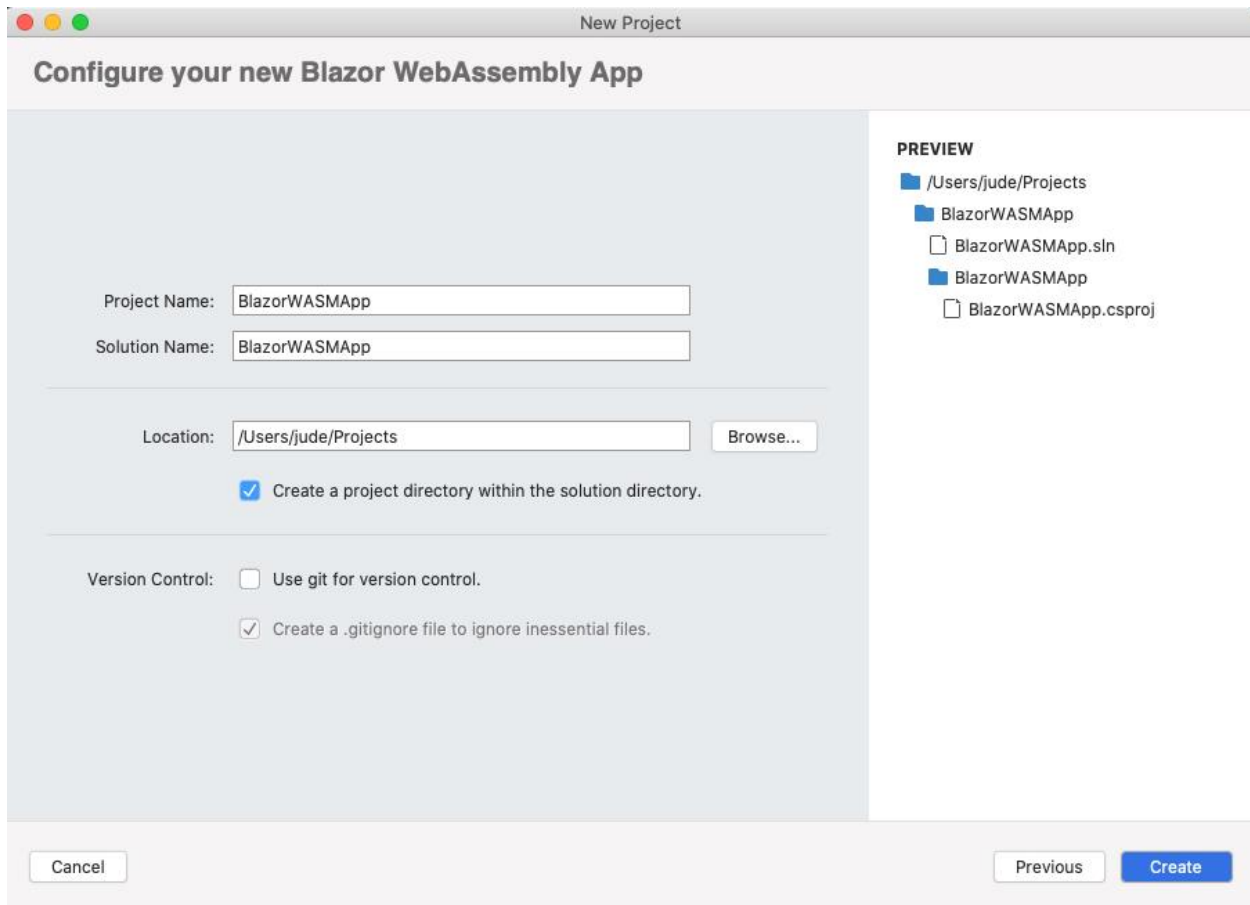 New Project
Configure your new Blazor WebAssembly App
Project Name:
BlazorWASMApp
Solution Name:
BlazorWASMApp
Location:
/Users/jude/Projects
Browse...
Create a project directory within the solution directory.
Version Control:
Use git for version control.
Create a .gitignore file to ignore inessential files.
PREVIEW
/Users/jude/Projects
BlazorWASMApp
BlazorWASMApp.sln
BlazorWASMApp
BlazorWASMApp.csproj
Cancel
Previous
Create